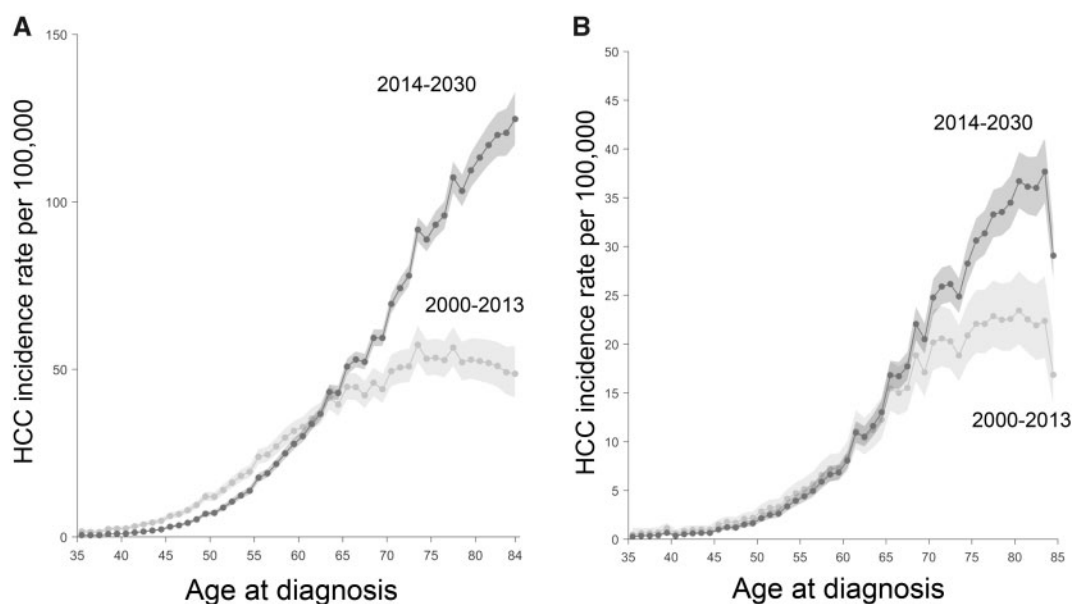 A
HCC incidence rate per 100,000
150
100
50
0
2014-2030
2000-2013
35 40 45 50 55 60 65 70 75 80 84
Age at diagnosis
B
HCC incidence rate per 100,000
50
45
40
35
30
25
20
15
10
5
0
2014-2030
2000-2013
35 40 45 50 55 60 65 70 75 80 85
Age at diagnosis